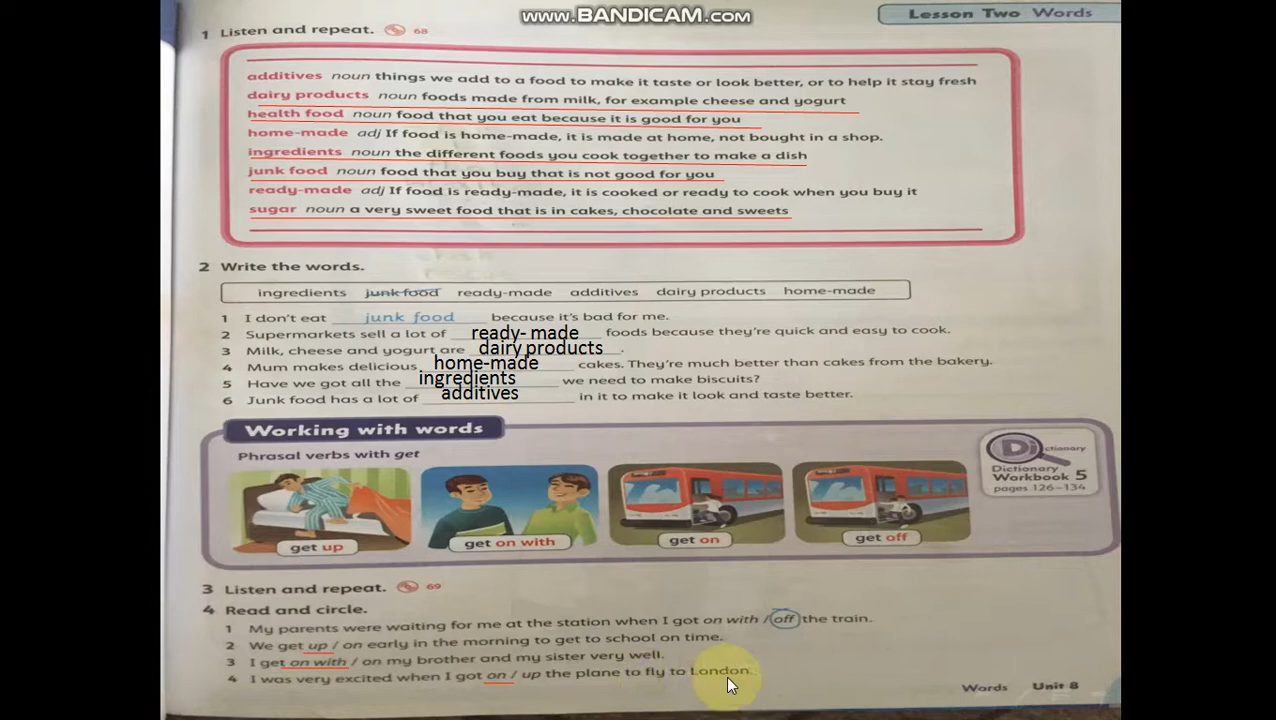 www.BANDICAM.com
Lesson Two Words
1 Listen and repeat. 68
additives noun things we add to a food to make it taste or look better, or to help it stay fresh
dairy products noun foods made from milk, for example cheese and yogurt
health food noun food that you eat because it is good for you
home-made adj If food is home-made, it is made at home, not bought in a shop.
ingredients noun the different foods you cook together to make a dish
junk food noun food that you buy that is not good for you
ready-made adj If food is ready-made, it is cooked or ready to cook when you buy it
sugar noun a very sweet food that is in cakes, chocolate and sweets
2 Write the words.
ingredients junk food ready-made additives dairy products home-made
1 I don't eat junk food because it's bad for me.
2 Supermarkets sell a lot of ready- made foods because they're quick and easy to cook.
3 Milk, cheese and yogurt are dairy products.
4 Mum makes delicious home-made cakes. They're much better than cakes from the bakery.
5 Have we got all the ingredients we need to make biscuits?
6 Junk food has a lot of additives in it to make it look and taste better.
Working with words
Phrasal verbs with get
Dictionary
Dictionary
Workbook 5
pages 126–134
get up get on with get on get off
3 Listen and repeat. 69
4 Read and circle.
1 My parents were waiting for me at the station when I got on with / off the train.
2 We get up / on early in the morning to get to school on time.
3 I get on with / on my brother and my sister very well.
4 I was very excited when I got on / up the plane to fly to London.
Words Unit 8